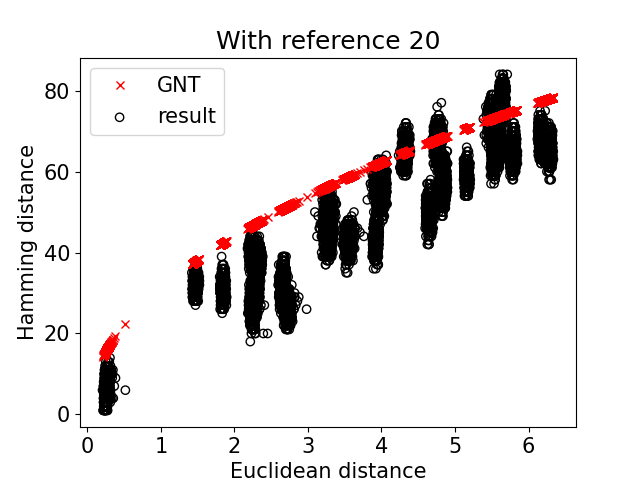 With reference 20
GNT
result
Hamming distance
80
60
40
20
0
0 1 2 3 4 5 6
Euclidean distance